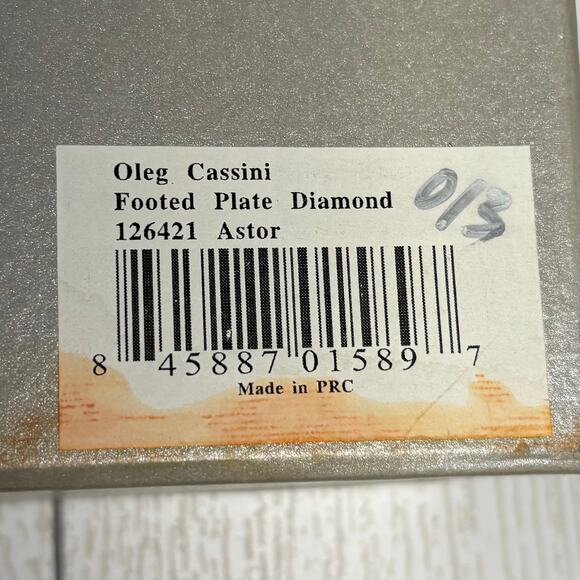 Oleg Cassini
Footed Plate Diamond
126421 Astor
013
8 45887 01589 7
Made in PRC